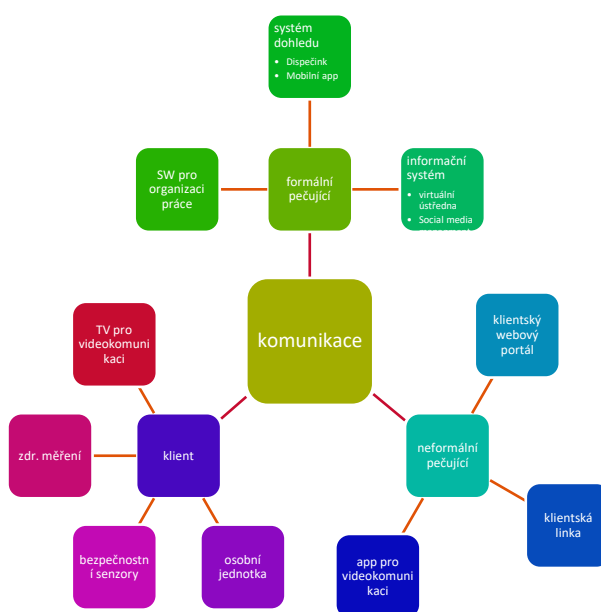 systém
dohledu
• Dispečink
• Mobilní app
SW pro
organizaci
práce
formální
pečující
informační
systém
• virtuální
ústředna
• Social media
komunikace
TV pro
videokomuni
kaci
klientský
webový
portál
zdr. měření
klient
neformální
pečující
klientská
linka
bezpečnostn
í senzory
osobní
jednotka
app pro
videokomuni
kaci